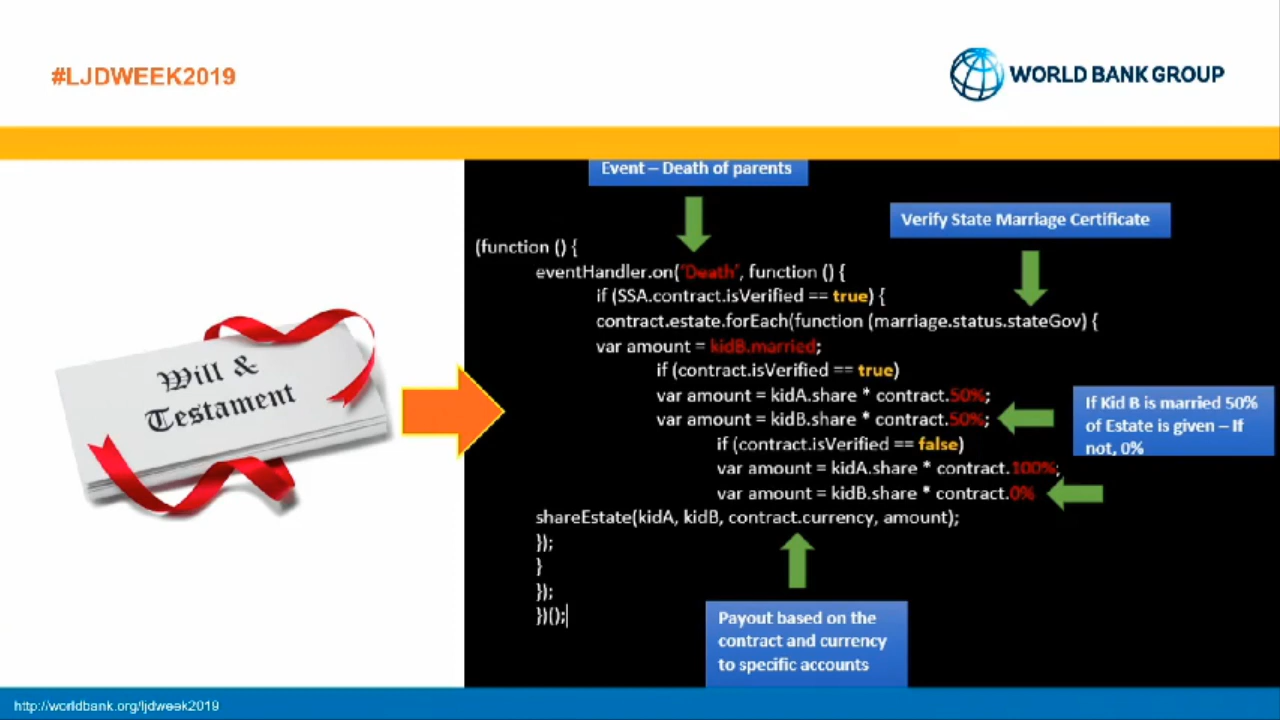 #LJDWEEK2019
WORLD BANK GROUP
Will &
Testament
Event – Death of parents
Verify State Marriage Certificate
(function () {
eventHandler.on('Death', function () {
if (SSA.contract.isVerified == true) {
contract.estate.forEach(function (marriage.status.stateGov) {
var amount = kidB.married;
if (contract.isVerified == true)
var amount = kidA.share * contract.50%;
var amount = kidB.share * contract.50%;
if (contract.isVerified == false)
var amount = kidA.share * contract.100%;
var amount = kidB.share * contract.0%
shareEstate(kidA, kidB, contract.currency, amount);
});
}
});
})();
If Kid B is married 50%
of Estate is given – If
not, 0%
Payout based on the
contract and currency
to specific accounts
http://worldbank.org/ljdweek2019